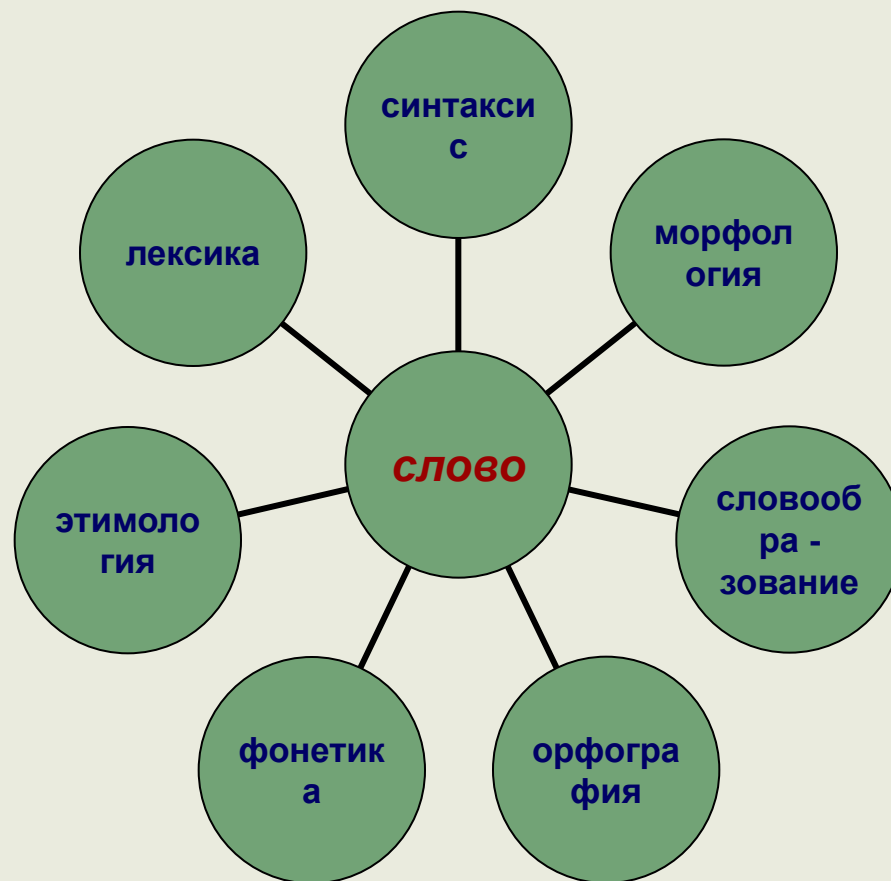 синтакси
с
лексика
морфол
огия
слово
этимоло
гия
словооб
ра -
зование
фонетик
а
орфогра
фия